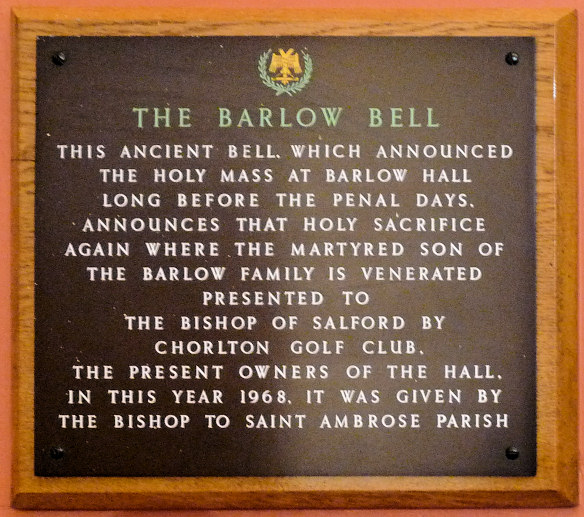 THE BARLOW BELL
THIS ANCIENT BELL, WHICH ANNOUNCED
THE HOLY MASS AT BARLOW HALL
LONG BEFORE THE PENAL DAYS,
ANNOUNCES THAT HOLY SACRIFICE
AGAIN WHERE THE MARTYRED SON OF
THE BARLOW FAMILY IS VENERATED
PRESENTED TO
THE BISHOP OF SALFORD BY
CHORLTON GOLF CLUB,
THE PRESENT OWNERS OF THE HALL,
IN THIS YEAR 1968, IT WAS GIVEN BY
THE BISHOP TO SAINT AMBROSE PARISH